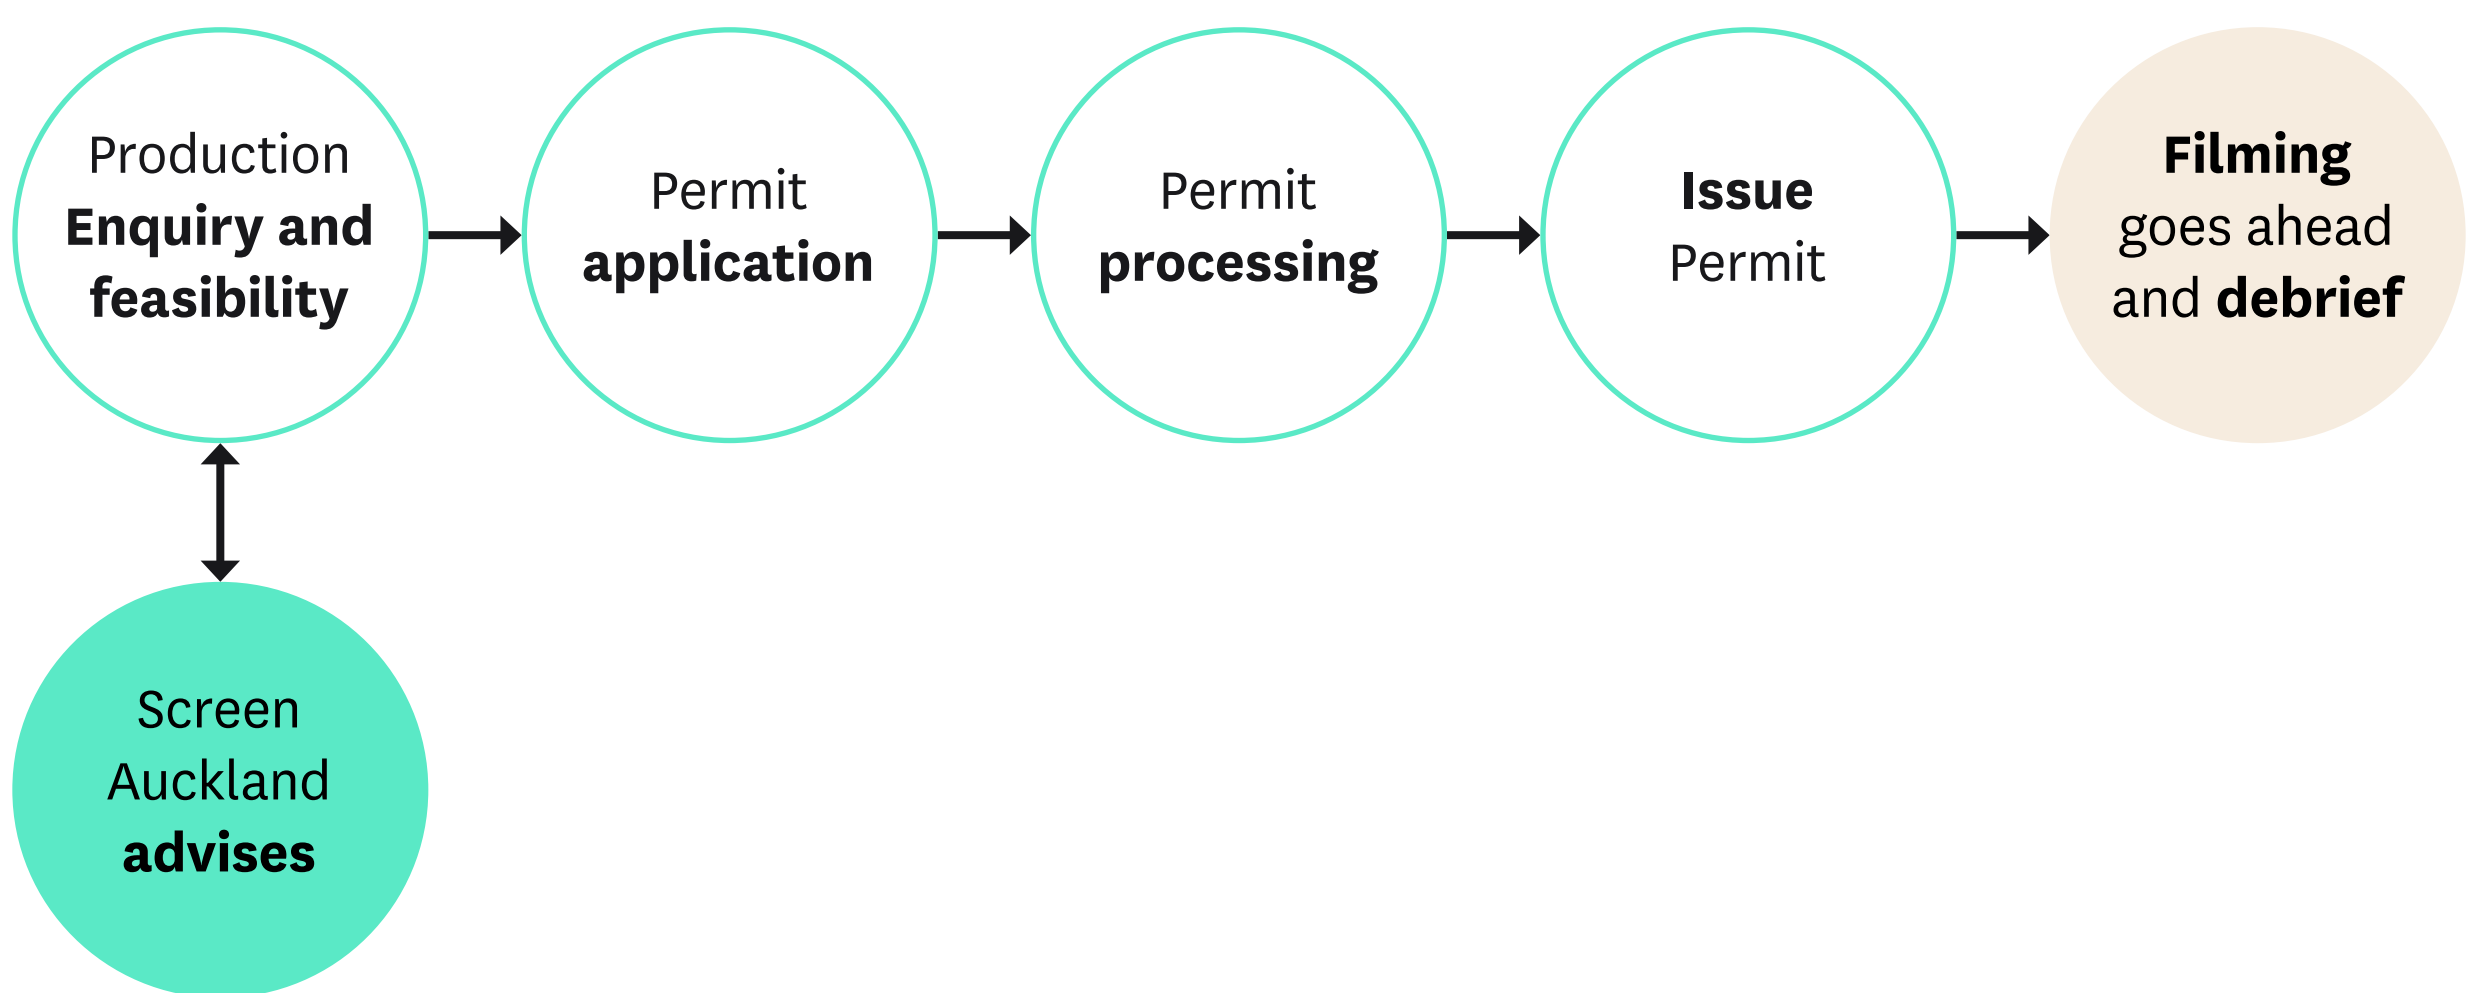 Production
Enquiry and
feasibility
Permit
application
Permit
processing
Issue
Permit
Filming
goes ahead
and debrief
Screen
Auckland
advises